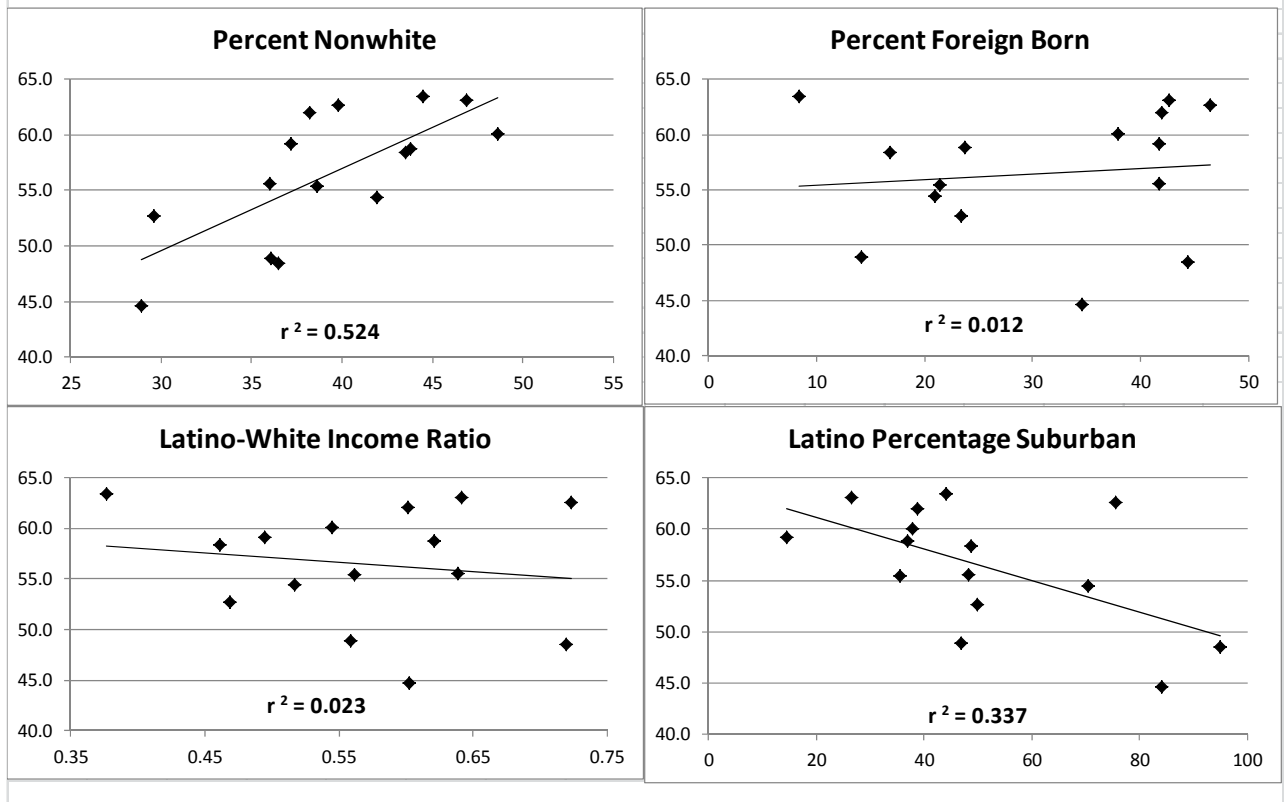 Percent Nonwhite
65.0
60.0
55.0
50.0
45.0
40.0
25 30 35 40 45 50 55
r ² = 0.524
Percent Foreign Born
65.0
60.0
55.0
50.0
45.0
40.0
0 10 20 30 40 50
r ² = 0.012
Latino-White Income Ratio
65.0
60.0
55.0
50.0
45.0
40.0
0.35 0.45 0.55 0.65 0.75
r ² = 0.023
Latino Percentage Suburban
65.0
60.0
55.0
50.0
45.0
40.0
0 20 40 60 80 100
r ² = 0.337